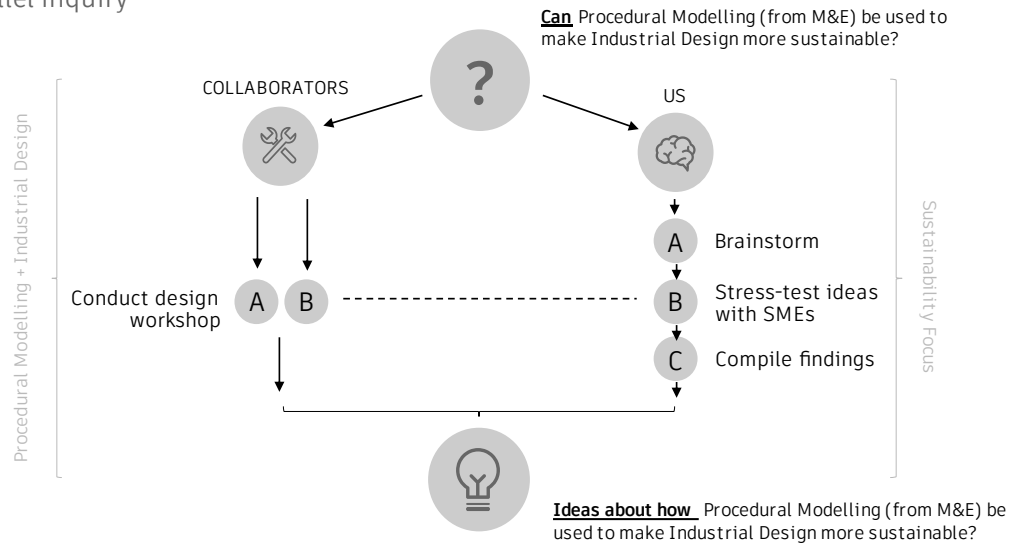 Inquiry
Can Procedural Modelling (from M&E) be used to
make Industrial Design more sustainable?
?
COLLABORATORS
US
Procedural Modelling + Industrial Design
Sustainability Focus
A
Brainstorm
Conduct design
workshop
A
B
B
Stress-test ideas
with SMEs
C
Compile findings
Ideas about how Procedural Modelling (from M&E) be
used to make Industrial Design more sustainable?